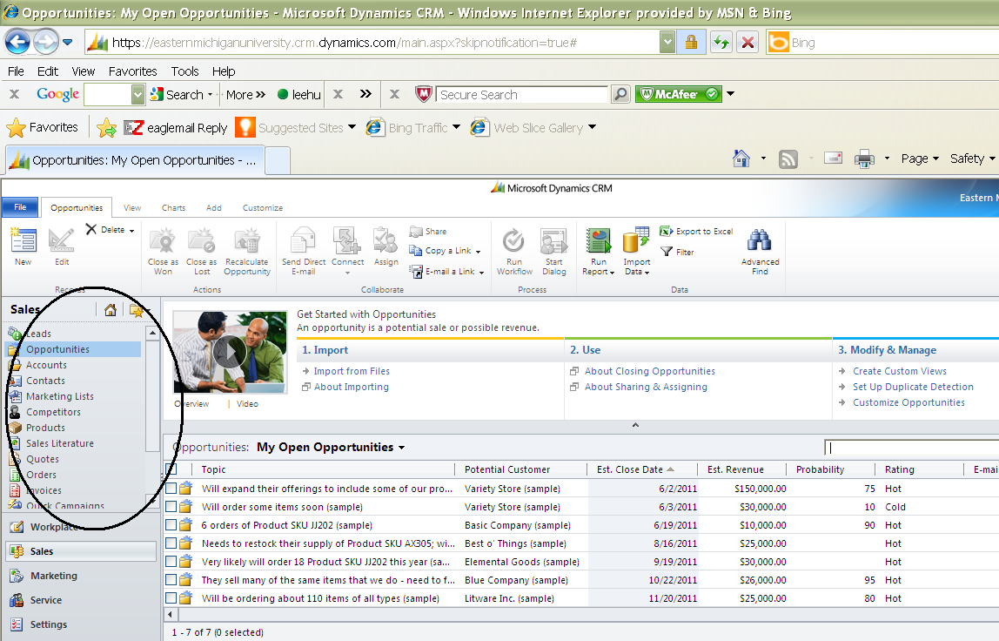 Opportunities: My Open Opportunities - Microsoft Dynamics CRM - Windows Internet Explorer provided by MSN & Bing
https://easternmichiganuniversity.crm.dynamics.com/main.aspx?skipnotification=true#
Bing
File Edit View Favorites Tools Help
x Google Search More >> leehu x >> x Secure Search McAfee
Favorites eaglemail Reply Suggested Sites Bing Traffic Web Slice Gallery
Opportunities: My Open Opportunities - ... Page Safety
Microsoft Dynamics CRM
File Opportunities View Charts Add Customize Eastern
New Edit Delete
Close as Won Close as Lost Recalculate Opportunity
Send Direct E-mail Connect Assign Share
Copy a Link
E-mail a Link
Run Workflow Start Dialog
Run Report Import Data Export to Excel
Filter
Advanced Find
Records Actions Collaborate Process Data
Sales
Leads
Opportunities
Accounts
Contacts
Marketing Lists
Competitors
Products
Sales Literature
Quotes
Orders
Invoices
Quick Campaigns
Workplace
Sales
Marketing
Service
Settings
Get Started with Opportunities
An opportunity is a potential sale or possible revenue.
Overview | Video
1. Import
Import from Files
About Importing
2. Use
About Closing Opportunities
About Sharing & Assigning
3. Modify & Manage
Create Custom Views
Set Up Duplicate Detection
Customize Opportunities
Opportunities: My Open Opportunities
Topic Potential Customer Est. Close Date Est. Revenue Probability Rating E-mai
Will expand their offerings to include some of our pro... Variety Store (sample) 6/2/2011 $150,000.00 75 Hot
Will order some items soon (sample) Variety Store (sample) 6/3/2011 $30,000.00 10 Cold
6 orders of Product SKU JJ202 (sample) Basic Company (sample) 6/19/2011 $10,000.00 90 Hot
Needs to restock their supply of Product SKU AX305; wi... Best o' Things (sample) 8/16/2011 $25,000.00 Hot
Very likely will order 18 Product SKU JJ202 this year (sa... Elemental Goods (sample) 9/19/2011 $30,000.00 Hot
They sell many of the same items that we do - need to f... Blue Company (sample) 10/22/2011 $26,000.00 95 Hot
Will be ordering about 110 items of all types (sample) Litware Inc. (sample) 11/20/2011 $25,000.00 80 Hot
1 - 7 of 7 (0 selected)